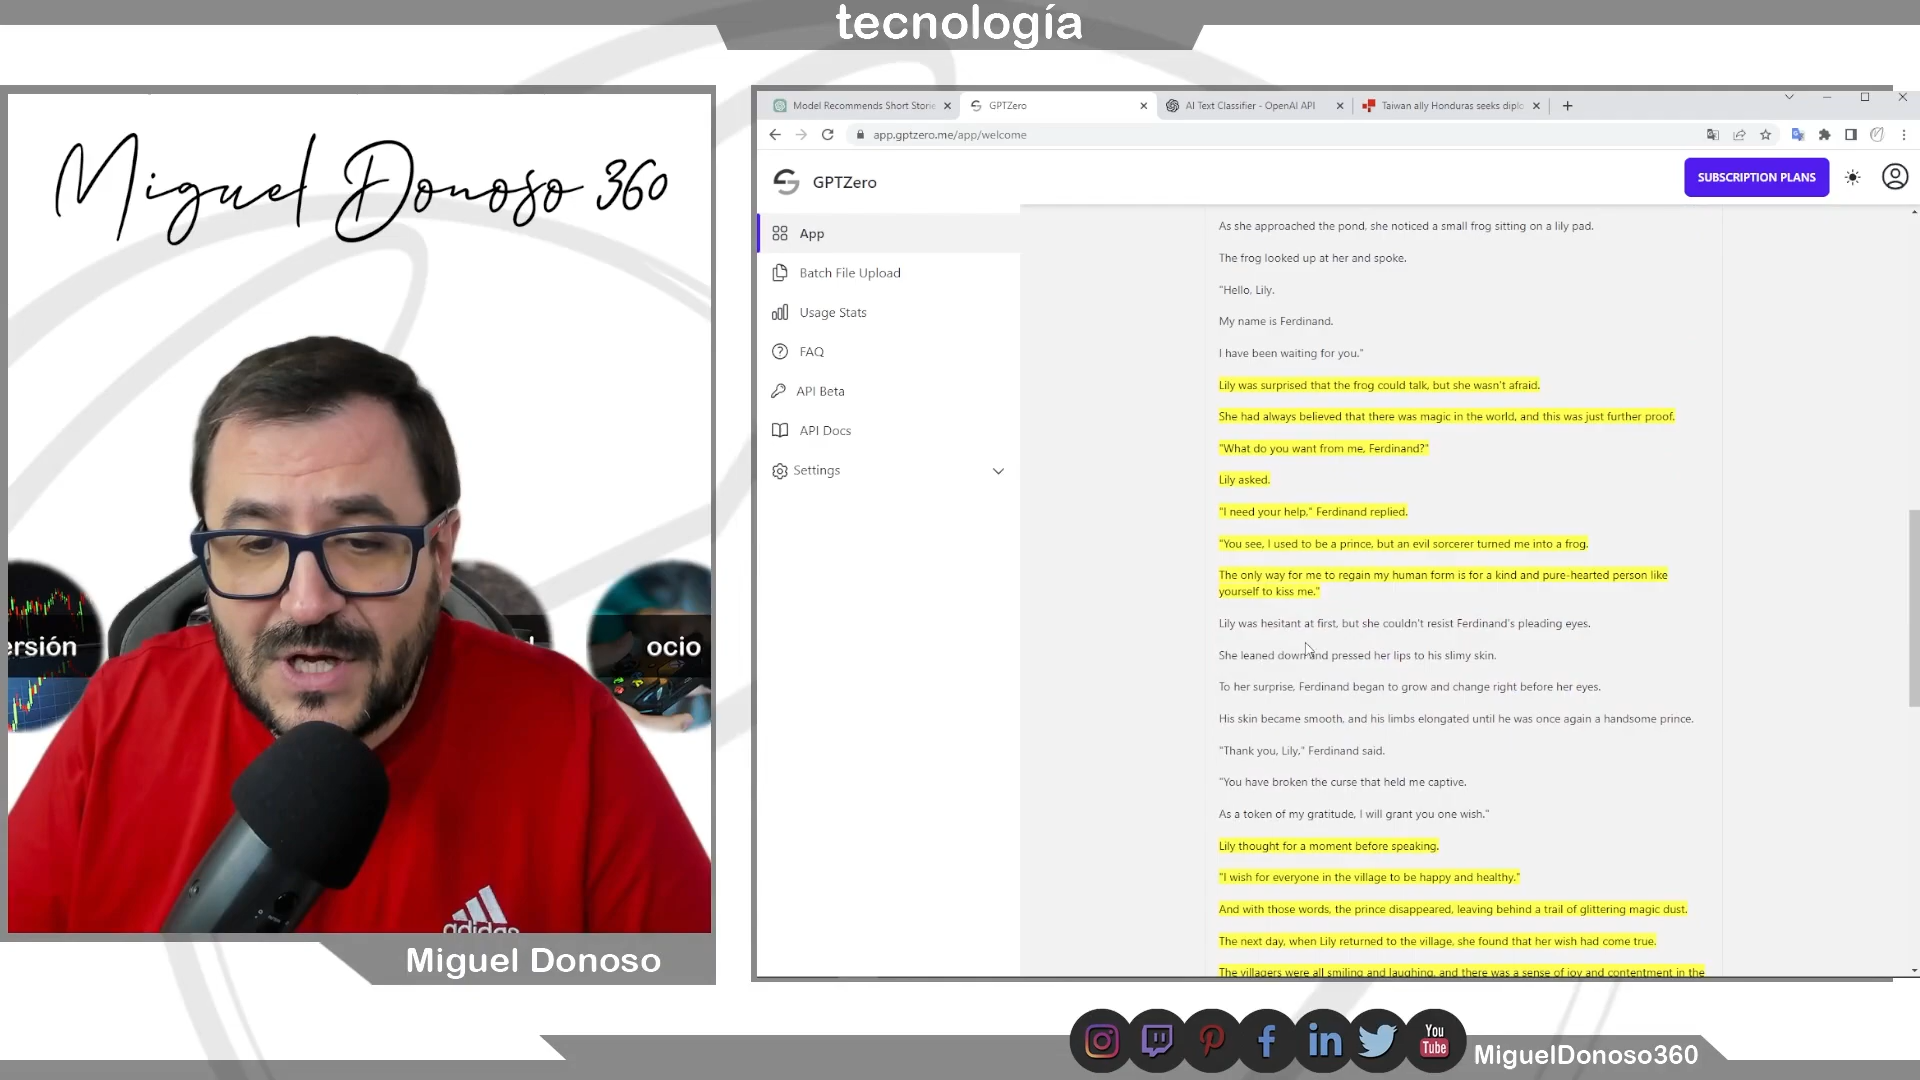 tecnología
Miguel Donoso 360
ersión
ocio
adidas
Miguel Donoso
Model Recommends Short Storie
GPTZero
AI Text Classifier - OpenAI API
Taiwan ally Honduras seeks diplo
app.gptzero.me/app/welcome
GPTZero
SUBSCRIPTION PLANS
App
Batch File Upload
Usage Stats
FAQ
API Beta
API Docs
Settings
As she approached the pond, she noticed a small frog sitting on a lily pad.
The frog looked up at her and spoke.
"Hello, Lily.
My name is Ferdinand.
I have been waiting for you."
Lily was surprised that the frog could talk, but she wasn't afraid.
She had always believed that there was magic in the world, and this was just further proof.
"What do you want from me, Ferdinand?"
Lily asked.
"I need your help," Ferdinand replied.
"You see, I used to be a prince, but an evil sorcerer turned me into a frog.
The only way for me to regain my human form is for a kind and pure-hearted person like
yourself to kiss me."
Lily was hesitant at first, but she couldn't resist Ferdinand's pleading eyes.
She leaned down and pressed her lips to his slimy skin.
To her surprise, Ferdinand began to grow and change right before her eyes.
His skin became smooth, and his limbs elongated until he was once again a handsome prince.
"Thank you, Lily," Ferdinand said.
"You have broken the curse that held me captive.
As a token of my gratitude, I will grant you one wish."
Lily thought for a moment before speaking.
"I wish for everyone in the village to be happy and healthy."
And with those words, the prince disappeared, leaving behind a trail of glittering magic dust.
The next day, when Lily returned to the village, she found that her wish had come true.
The villagers were all smiling and laughing, and there was a sense of joy and contentment in the
You
Tube
MiguelDonoso360